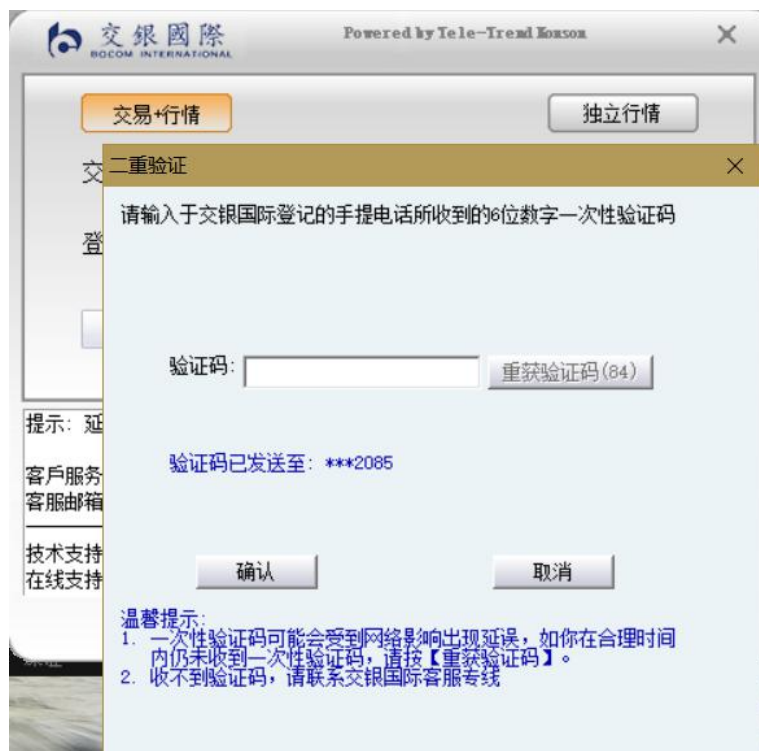 交銀國際
BOCOM INTERNATIONAL
Powered by Tele-Trend Konson
交易+行情
独立行情
交
二重验证
登
请输入于交银国际登记的手提电话所收到的6位数字一次性验证码
验证码:
重获验证码(84)
提示: 延
验证码已发送至: ***2085
客戶服务
客服邮箱
技术支持
在线支持
确认
取消
温馨提示:
1. 一次性验证码可能会受到网络影响出现延误,如你在合理时间
内仍未收到一次性验证码,请按【重获验证码】。
2. 收不到验证码,请联系交银国际客服专线